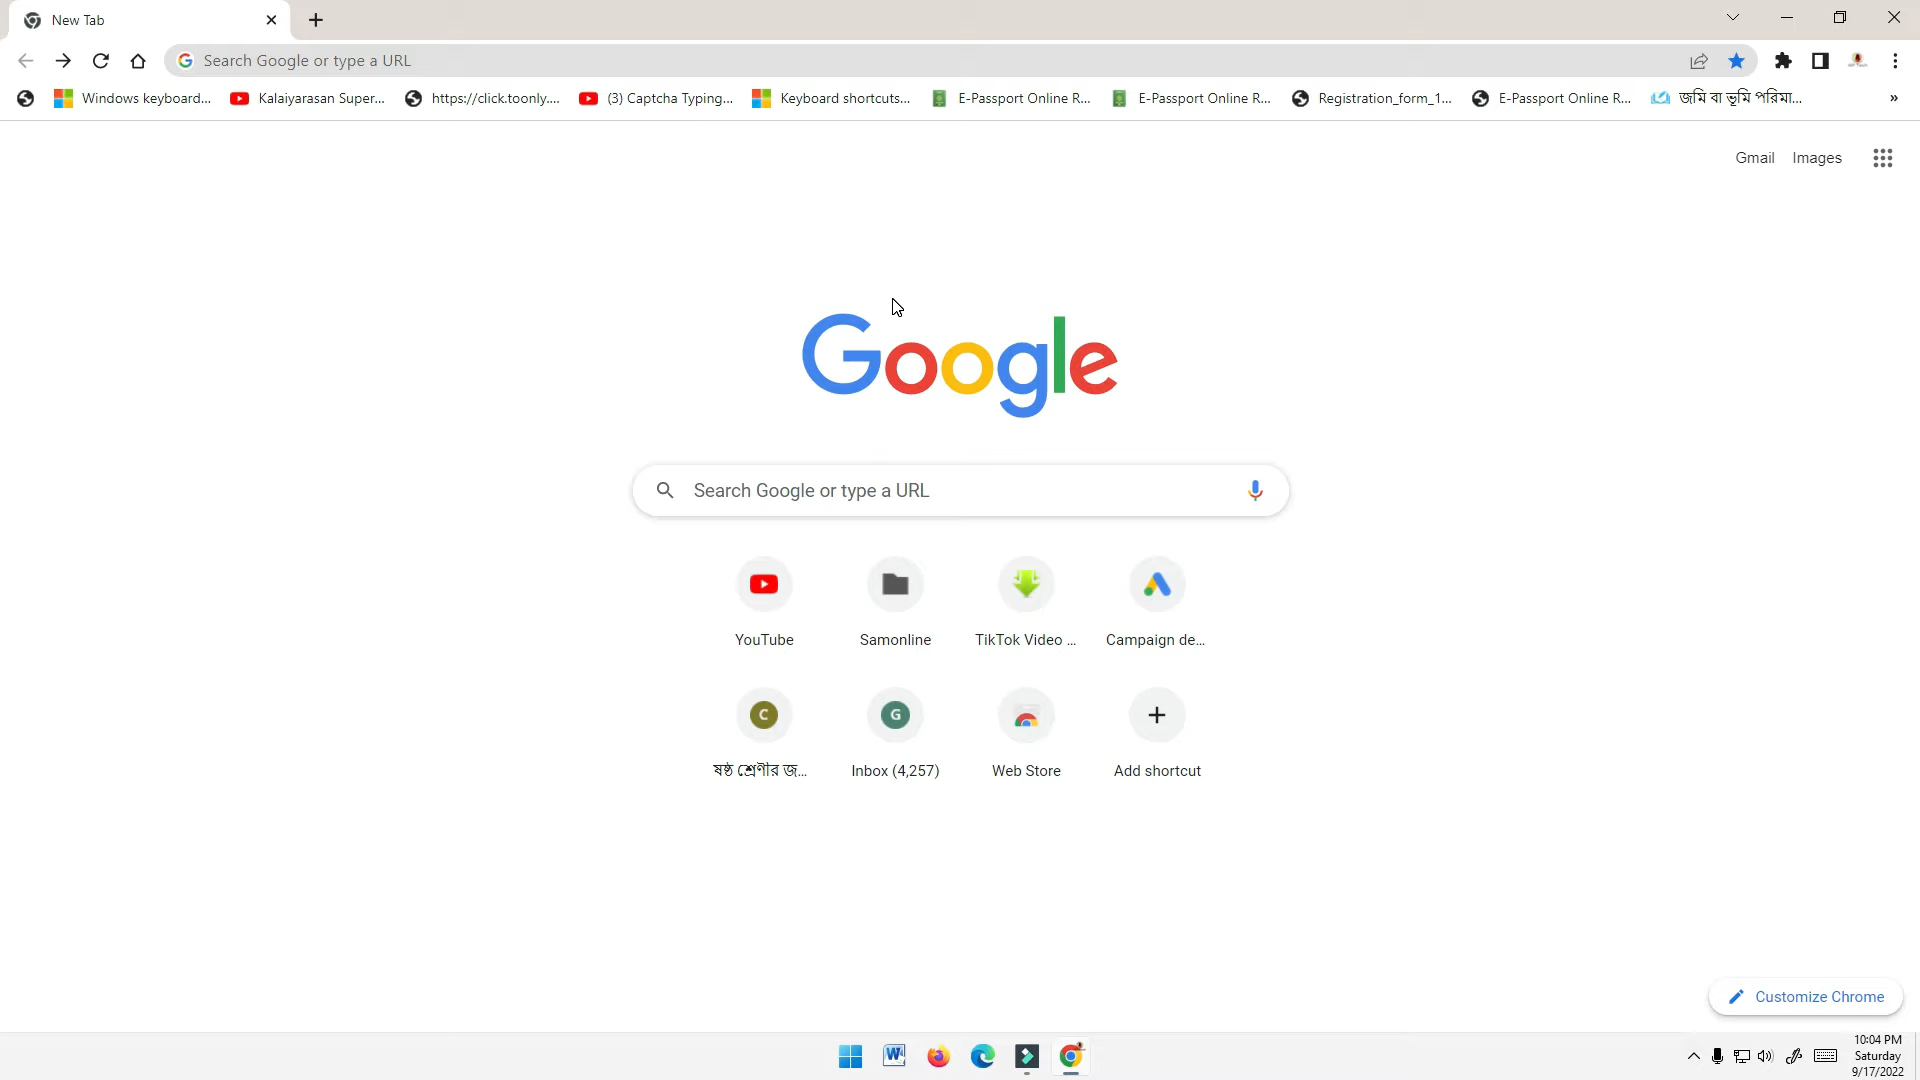 New Tab
Search Google or type a URL
Windows keyboard...
Kalaiyarasan Super...
https://click.toonly....
(3) Captcha Typing...
Keyboard shortcuts...
E-Passport Online R...
E-Passport Online R...
Registration_form_1...
E-Passport Online R...
জমি বা ভূমি পরিমা...
»
Gmail
Images
Google
Search Google or type a URL
YouTube
Samonline
TikTok Video ...
Campaign de...
C
G
ষষ্ঠ শ্রেণীর জ...
Inbox (4,257)
Web Store
Add shortcut
Customize Chrome
10:04 PM
Saturday
9/17/2022